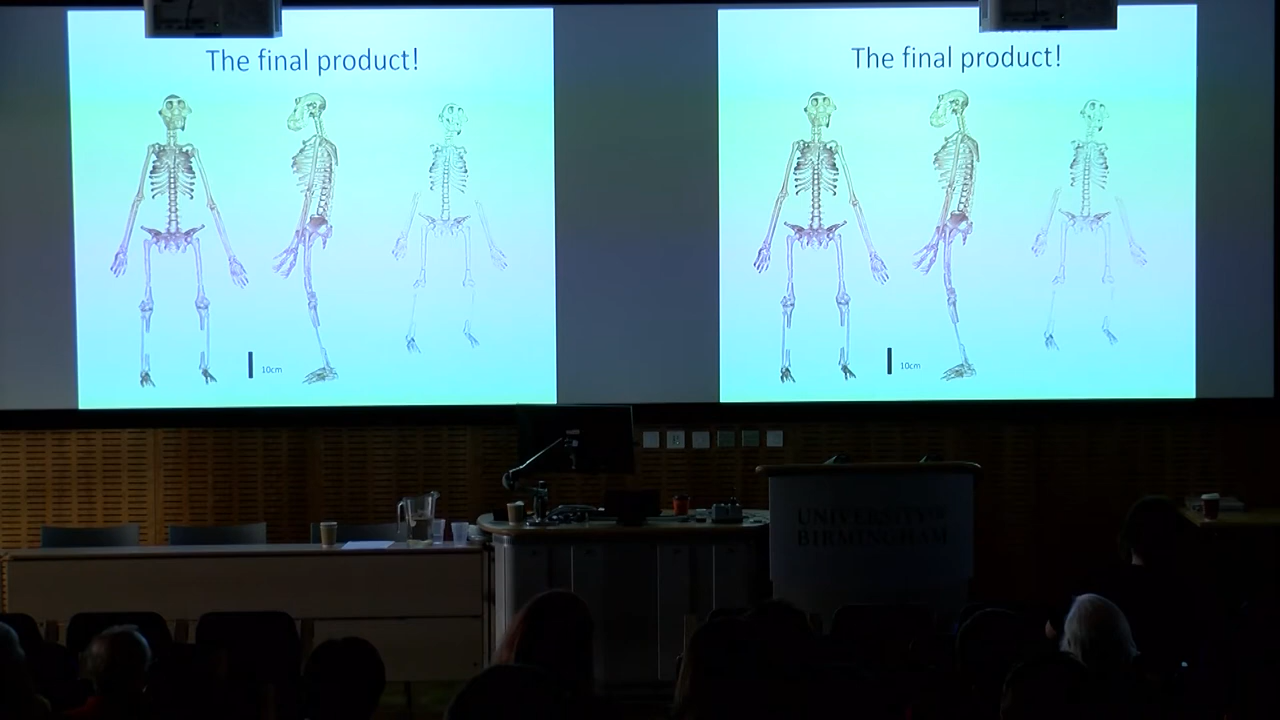 The final product!
10cm
The final product!
10cm
UNIVERSITY OF
BIRMINGHAM